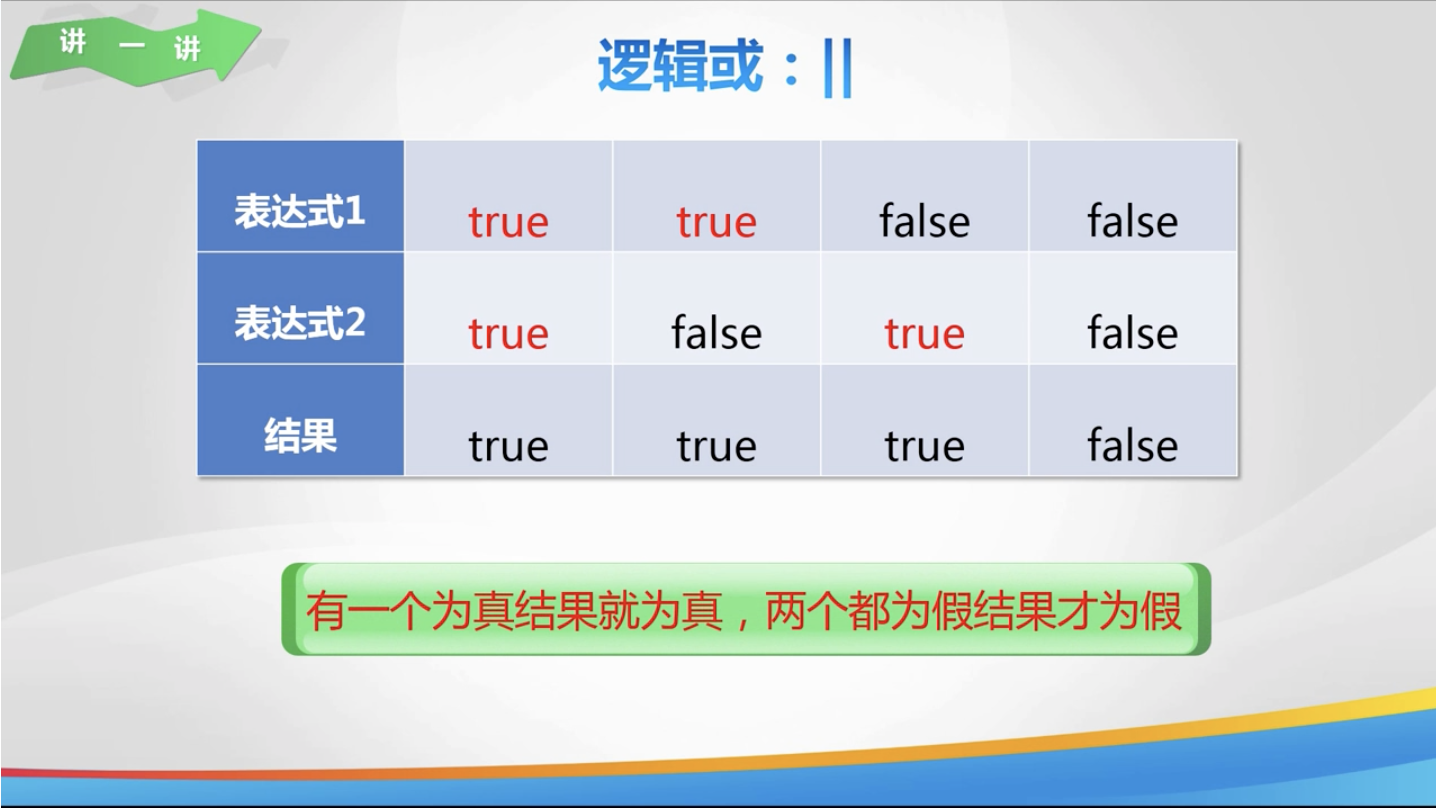 讲一讲
逻辑或：||
表达式1 true true false false
表达式2 true false true false
结果 true true true false
有一个为真结果就为真，两个都为假结果才为假